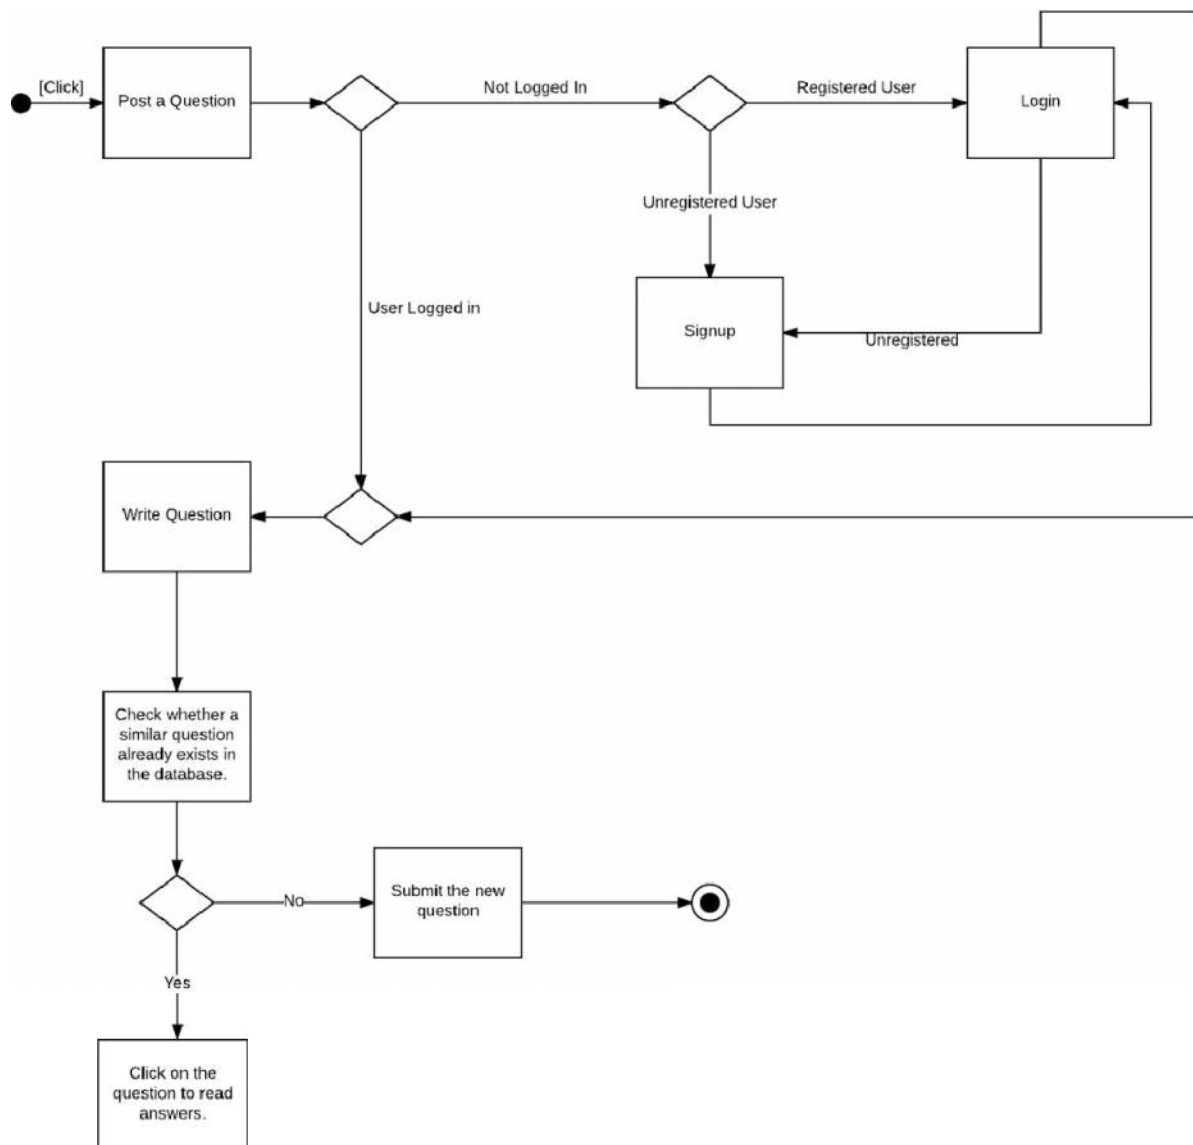 [Click]
Post a Question
Not Logged In
Registered User
Login
Unregistered User
User Logged in
Signup
Unregistered
Write Question
Check whether a
similar question
already exists in
the database.
No
Submit the new
question
Yes
Click on the
question to read
answers.